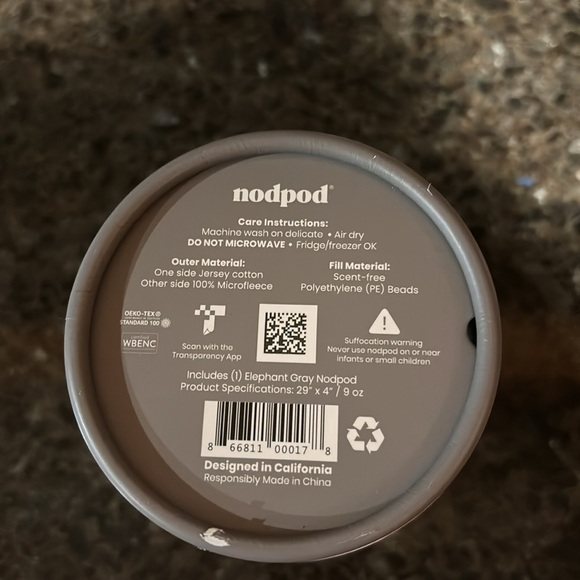 nodpod®
Care Instructions:
Machine wash on delicate • Air dry
DO NOT MICROWAVE • Fridge/freezer OK
Outer Material:
One side Jersey cotton
Other side 100% Microfleece
Fill Material:
Scent-free
Polyethylene (PE) Beads
OEKO-TEX®
STANDARD 100
WBENC
Scan with the
Transparency App
Suffocation warning
Never use nodpod on or near
infants or small children
Includes (1) Elephant Gray Nodpod
Product Specifications: 29" x 4" / 9 oz
8 66811 00017 8
Designed in California
Responsibly Made in China